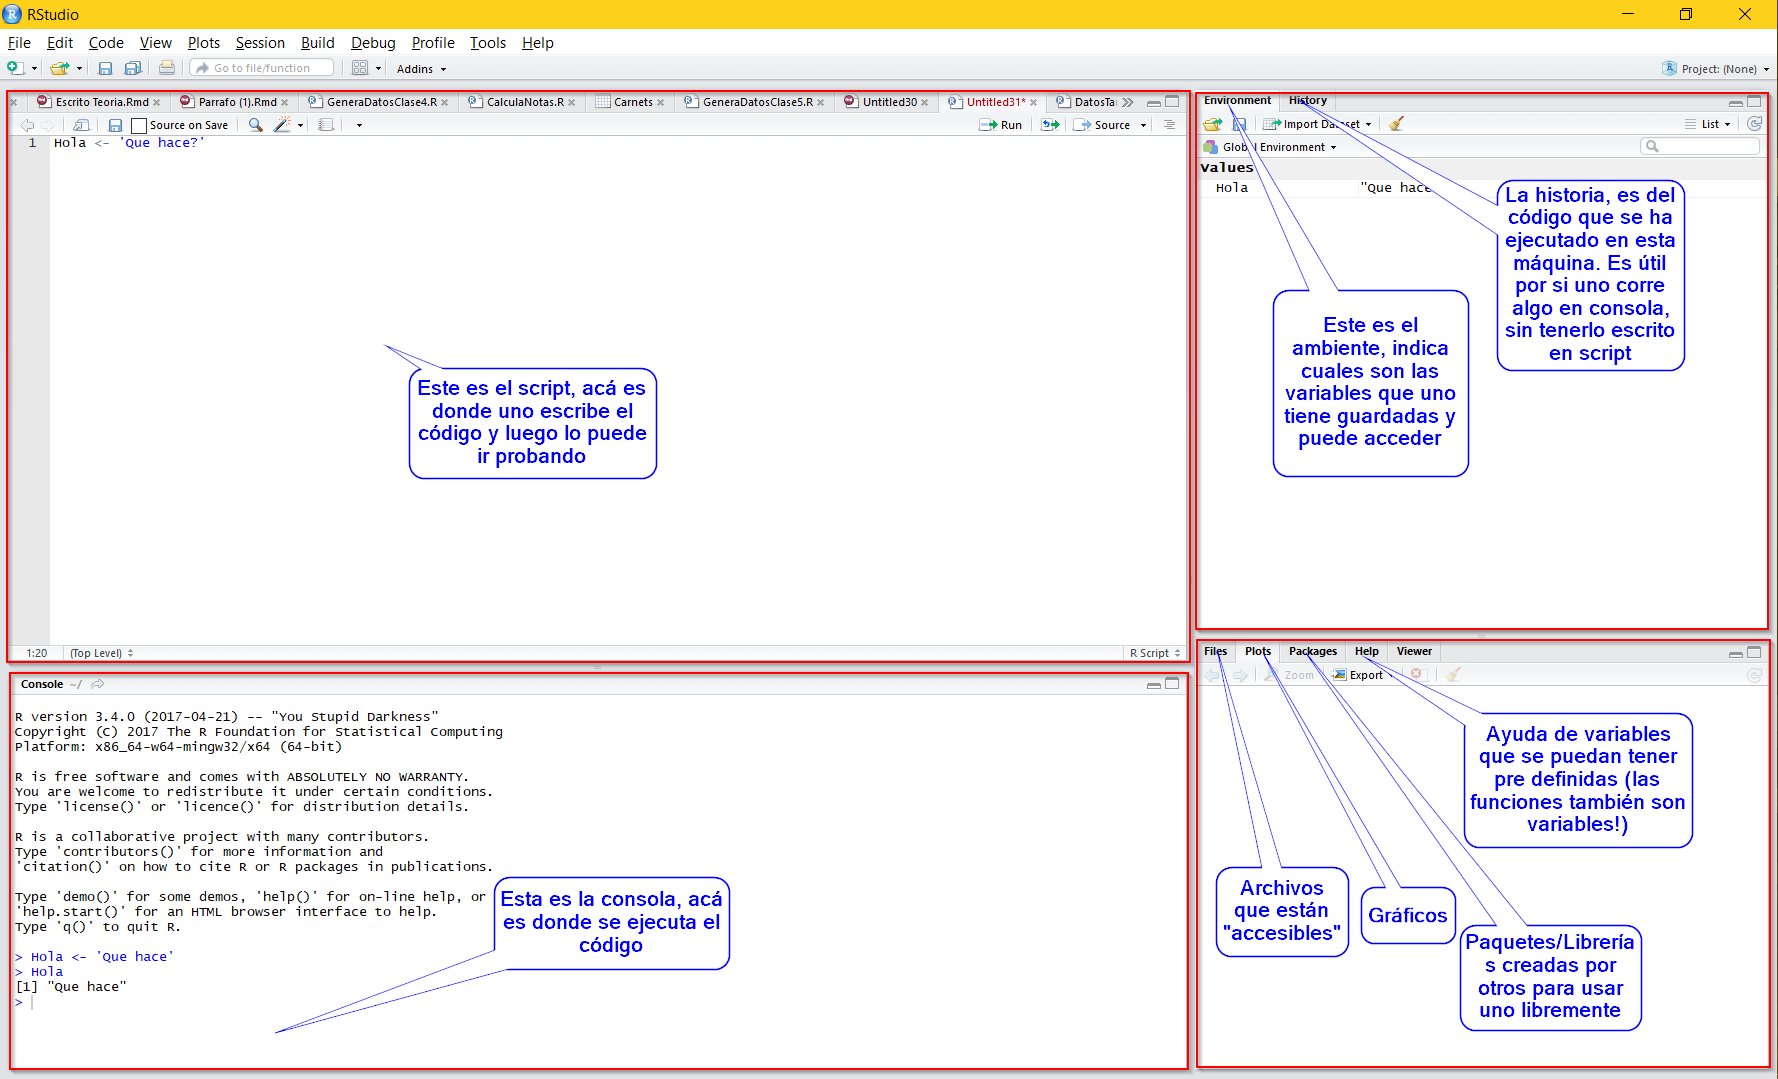 RStudio
File Edit Code View Plots Session Build Debug Profile Tools Help
Go to file/function Addins Project: (None)
Escrito Teoria.Rmd Parrafo (1).Rmd GeneraDatosClase4.R CalculaNotas.R Carnets GeneraDatosClase5.R Untitled30 Untitled31* DatosTa
Source on Save Run Source
1 Hola <- 'Que hace?'
Este es el script, acá es
donde uno escribe el
código y luego lo puede
ir probando
1:20 (Top Level) R Script
Console ~/
R version 3.4.0 (2017-04-21) -- "You Stupid Darkness"
Copyright (C) 2017 The R Foundation for Statistical Computing
Platform: x86_64-w64-mingw32/x64 (64-bit)
R is free software and comes with ABSOLUTELY NO WARRANTY.
You are welcome to redistribute it under certain conditions.
Type 'license()' or 'licence()' for distribution details.
R is a collaborative project with many contributors.
Type 'contributors()' for more information and
'citation()' on how to cite R or R packages in publications.
Type 'demo()' for some demos, 'help()' for on-line help, or
'help.start()' for an HTML browser interface to help.
Type 'q()' to quit R.
> Hola <- 'Que hace'
> Hola
[1] "Que hace"
>
Esta es la consola, acá
es donde se ejecuta el
código
Environment History
Import Dataset List
Global Environment
Values
Hola "Que hace
La historia, es del
código que se ha
ejecutado en esta
máquina. Es útil
por si uno corre
algo en consola,
sin tenerlo escrito
en script
Este es el
ambiente, indica
cuales son las
variables que uno
tiene guardadas y
puede acceder
Files Plots Packages Help Viewer
Zoom Export
Ayuda de variables
que se puedan tener
pre definidas (las
funciones también son
variables!)
Archivos
que están
"accesibles"
Gráficos
Paquetes/Librería
s creadas por
otros para usar
uno libremente